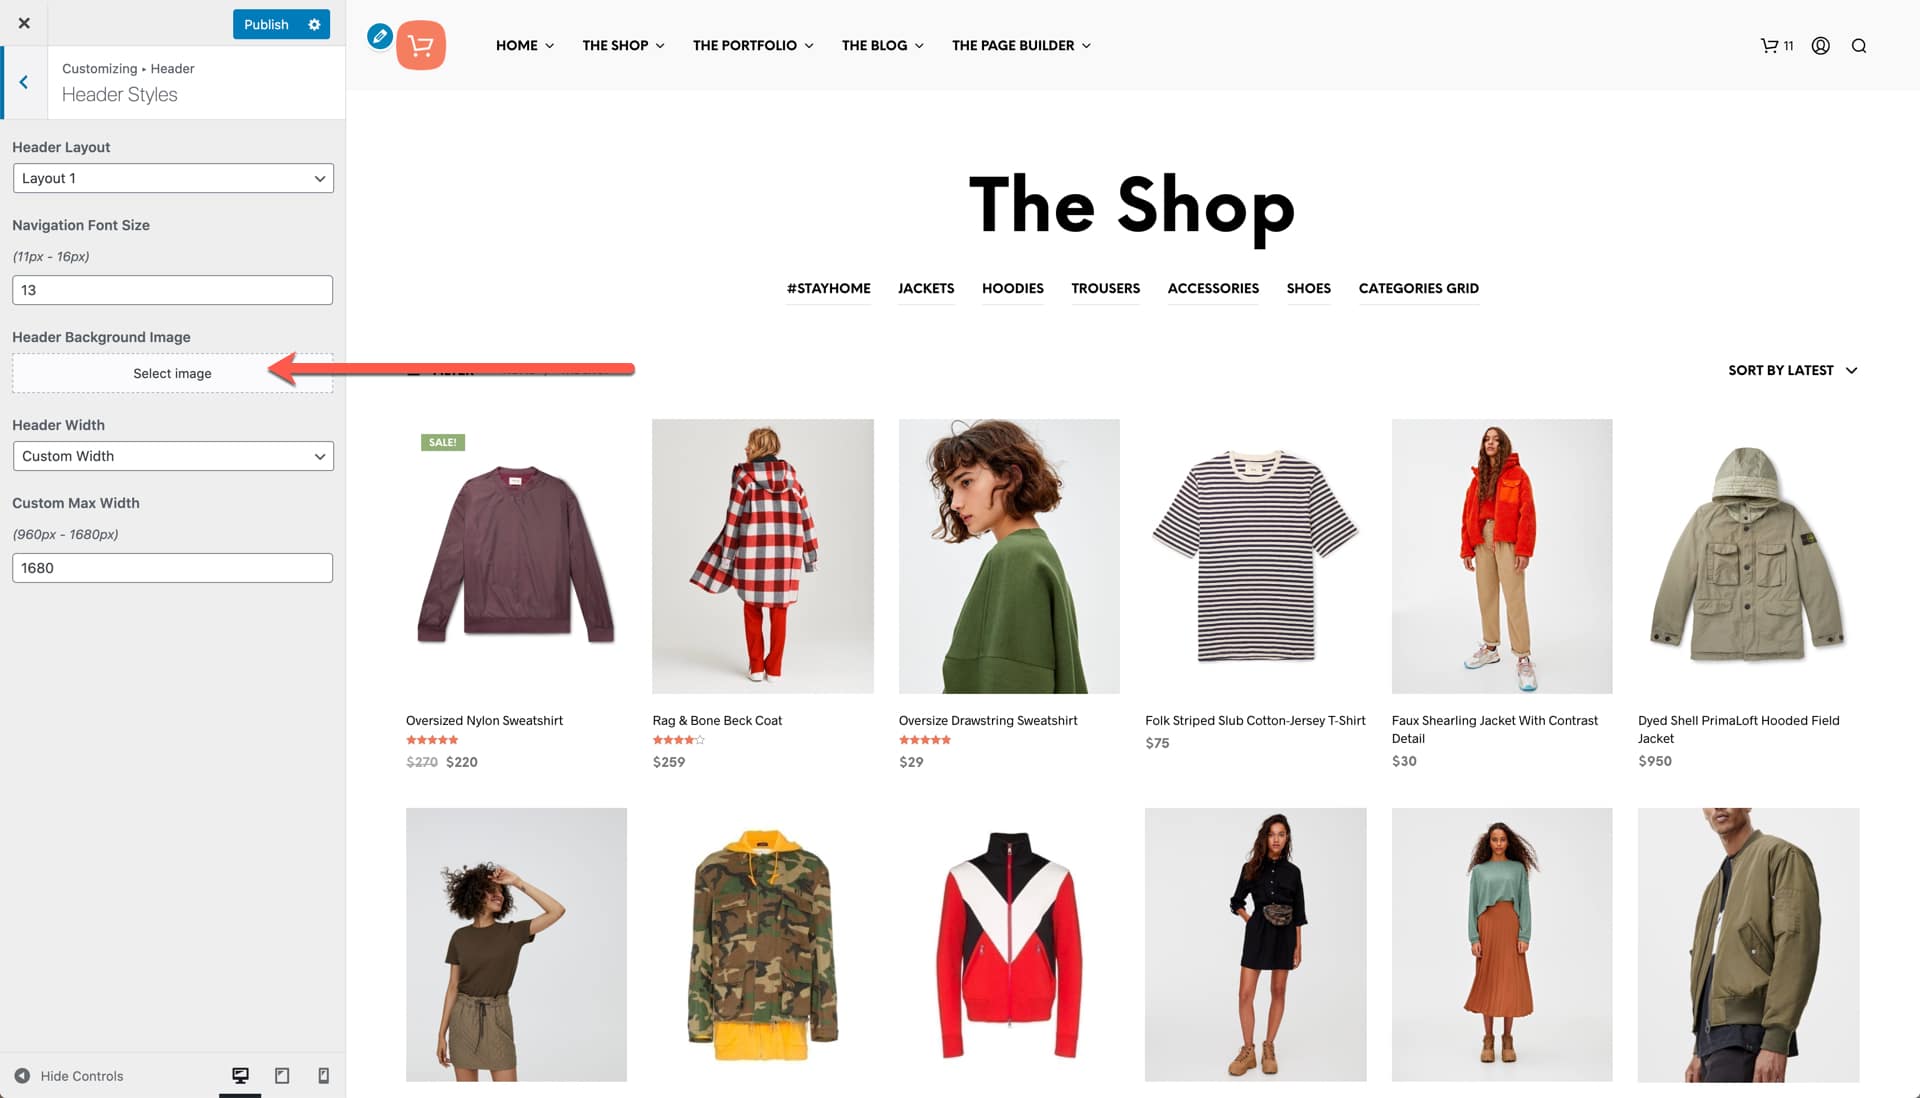 Publish
Customizing ▸ Header
Header Styles
Header Layout
Layout 1
Navigation Font Size
(11px - 16px)
13
Header Background Image
Select image
Header Width
Custom Width
Custom Max Width
(960px - 1680px)
1680
Hide Controls
HOME
THE SHOP
THE PORTFOLIO
THE BLOG
THE PAGE BUILDER
11
The Shop
#STAYHOME
JACKETS
HOODIES
TROUSERS
ACCESSORIES
SHOES
CATEGORIES GRID
FILTER
SORT BY LATEST
SALE!
Oversized Nylon Sweatshirt
$270 $220
Rag & Bone Beck Coat
$259
Oversize Drawstring Sweatshirt
$29
Folk Striped Slub Cotton-Jersey T-Shirt
$75
Faux Shearling Jacket With Contrast
Detail
$30
Dyed Shell PrimaLoft Hooded Field
Jacket
$950